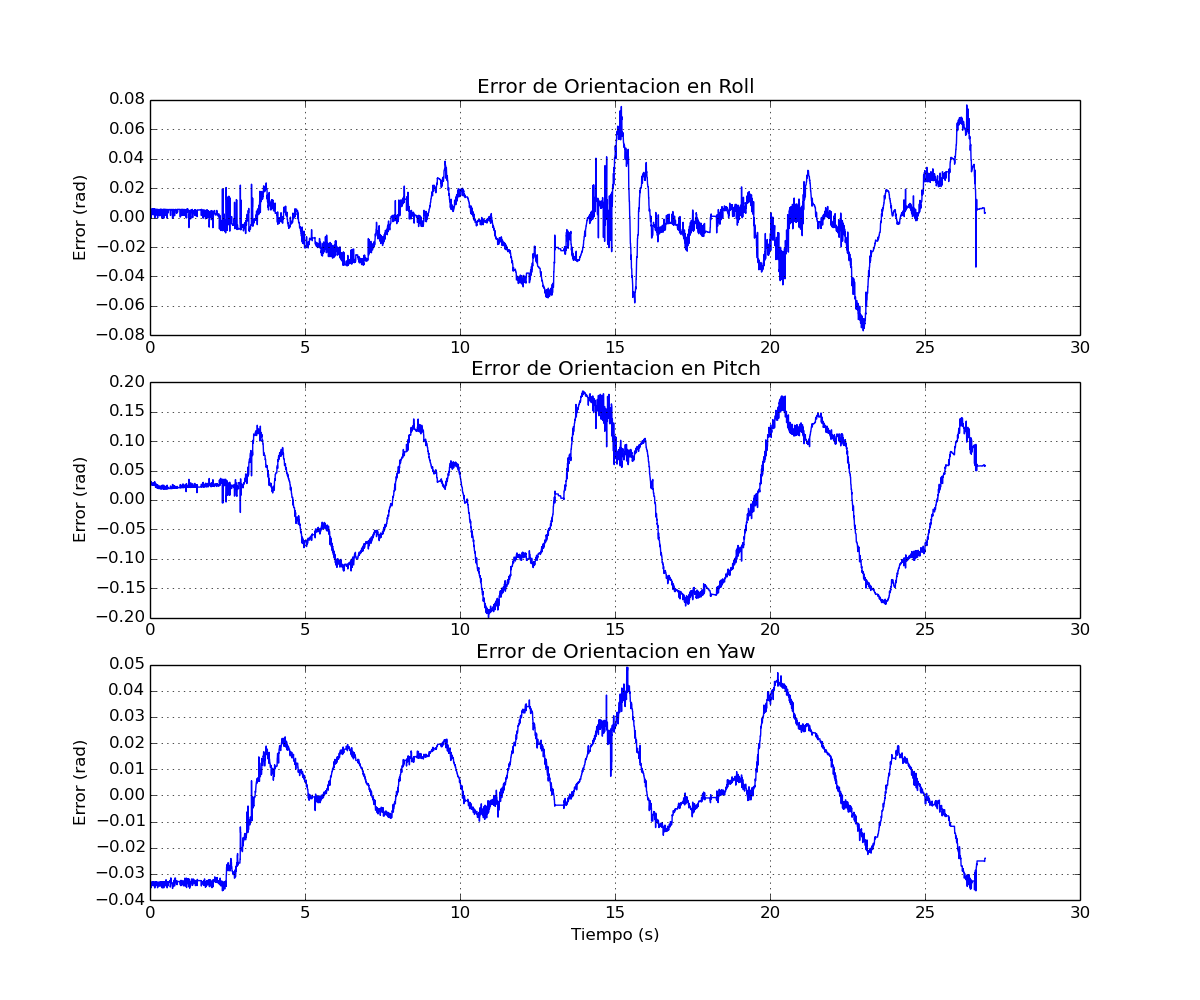 Error de Orientacion en Roll
0.08
0.06
0.04
0.02
0.00
−0.02
−0.04
−0.06
−0.08
Error (rad)
0 5 10 15 20 25 30
Error de Orientacion en Pitch
0.20
0.15
0.10
0.05
0.00
−0.05
−0.10
−0.15
−0.20
Error (rad)
0 5 10 15 20 25 30
Error de Orientacion en Yaw
0.05
0.04
0.03
0.02
0.01
0.00
−0.01
−0.02
−0.03
−0.04
Error (rad)
0 5 10 15 20 25 30
Tiempo (s)